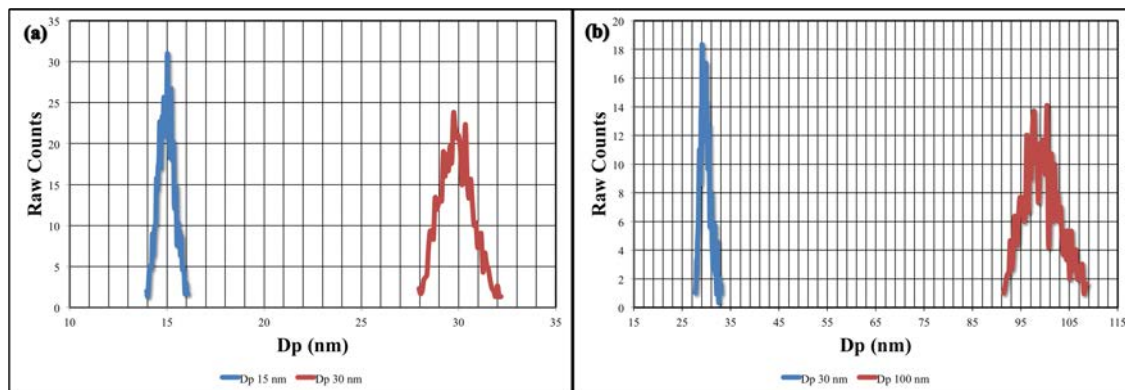 (a)
Raw Counts
35
30
25
20
15
10
5
0
10 15 20 25 30 35
Dp (nm)
Dp 15 nm Dp 30 nm
(b)
Raw Counts
20
18
16
14
12
10
8
6
4
2
0
15 25 35 45 55 65 75 85 95 105 115
Dp (nm)
Dp 30 nm Dp 100 nm